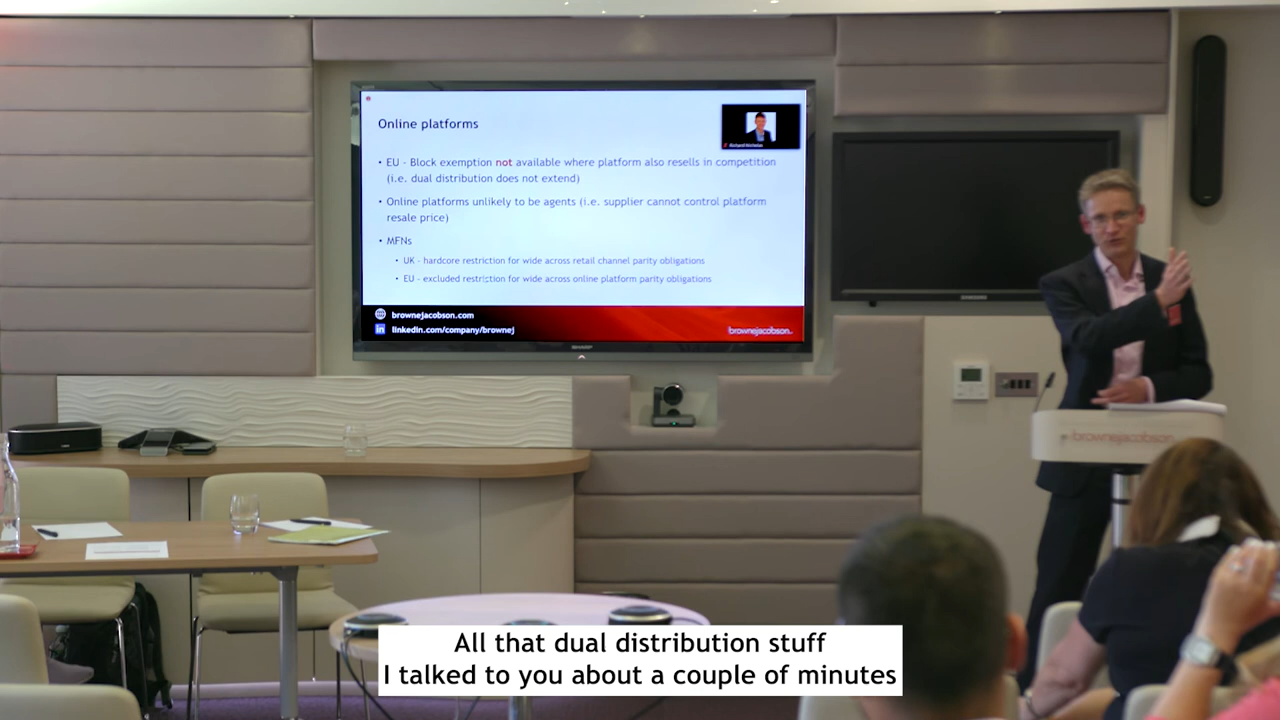 Online platforms
Richard Nicholas
• EU - Block exemption not available where platform also resells in competition
(i.e. dual distribution does not extend)
• Online platforms unlikely to be agents (i.e. supplier cannot control platform
resale price)
• MFNs
• UK - hardcore restriction for wide across retail channel parity obligations
• EU - excluded restriction for wide across online platform parity obligations
brownejacobson.com
in linkedin.com/company/brownej
brownejacobson
SHARP
SAMSUNG
brownejacobson
All that dual distribution stuff
I talked to you about a couple of minutes